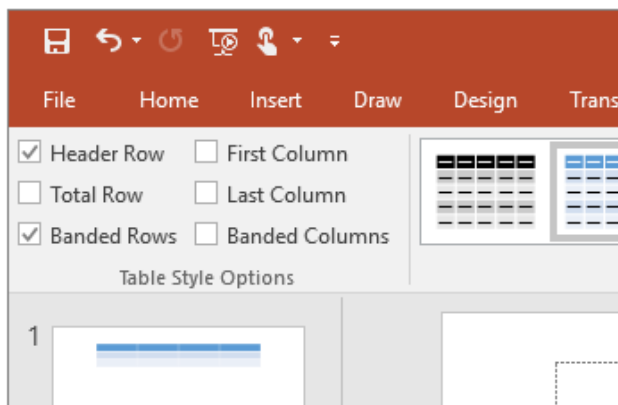 File Home Insert Draw Design Trans
Header Row First Column
Total Row Last Column
Banded Rows Banded Columns
Table Style Options
1